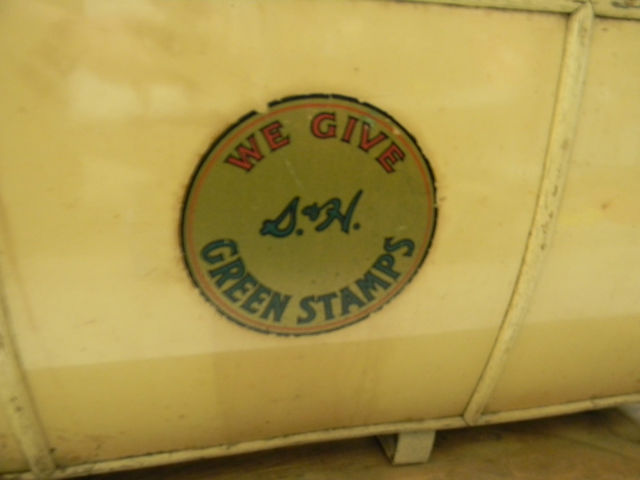 WE GIVE
S.&H.
GREEN STAMPS